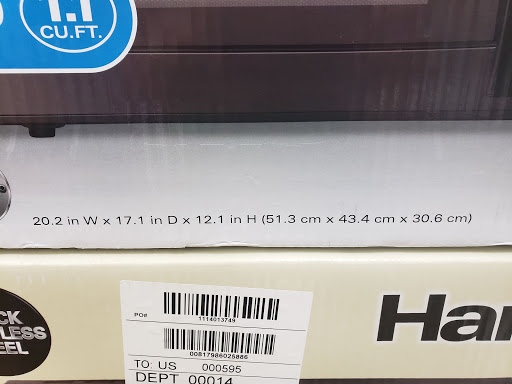 1.1
CU.FT.
20.2 in W x 17.1 in D x 12.1 in H (51.3 cm x 43.4 cm x 30.6 cm)
PO#
1114013749
00817986025886
TO: US 000595
DEPT 00014
Ha